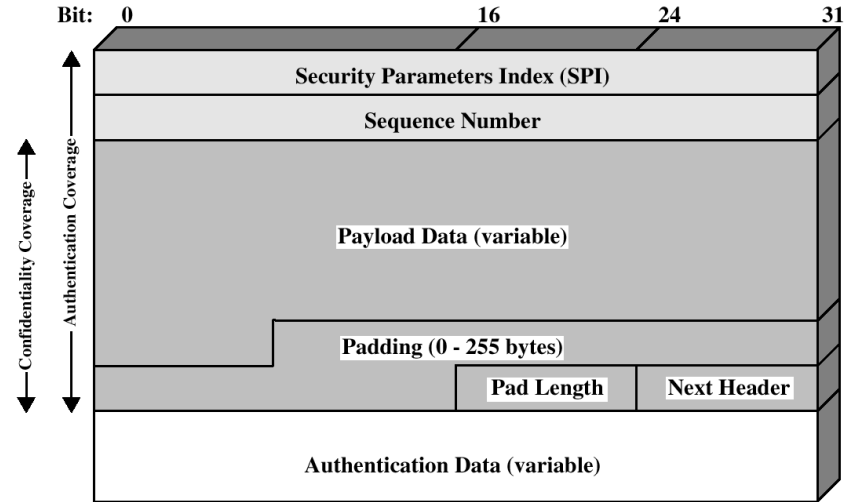 Bit: 0 16 24 31
Security Parameters Index (SPI)
Sequence Number
Payload Data (variable)
Padding (0 - 255 bytes)
Pad Length Next Header
Authentication Data (variable)
Confidentiality Coverage
Authentication Coverage